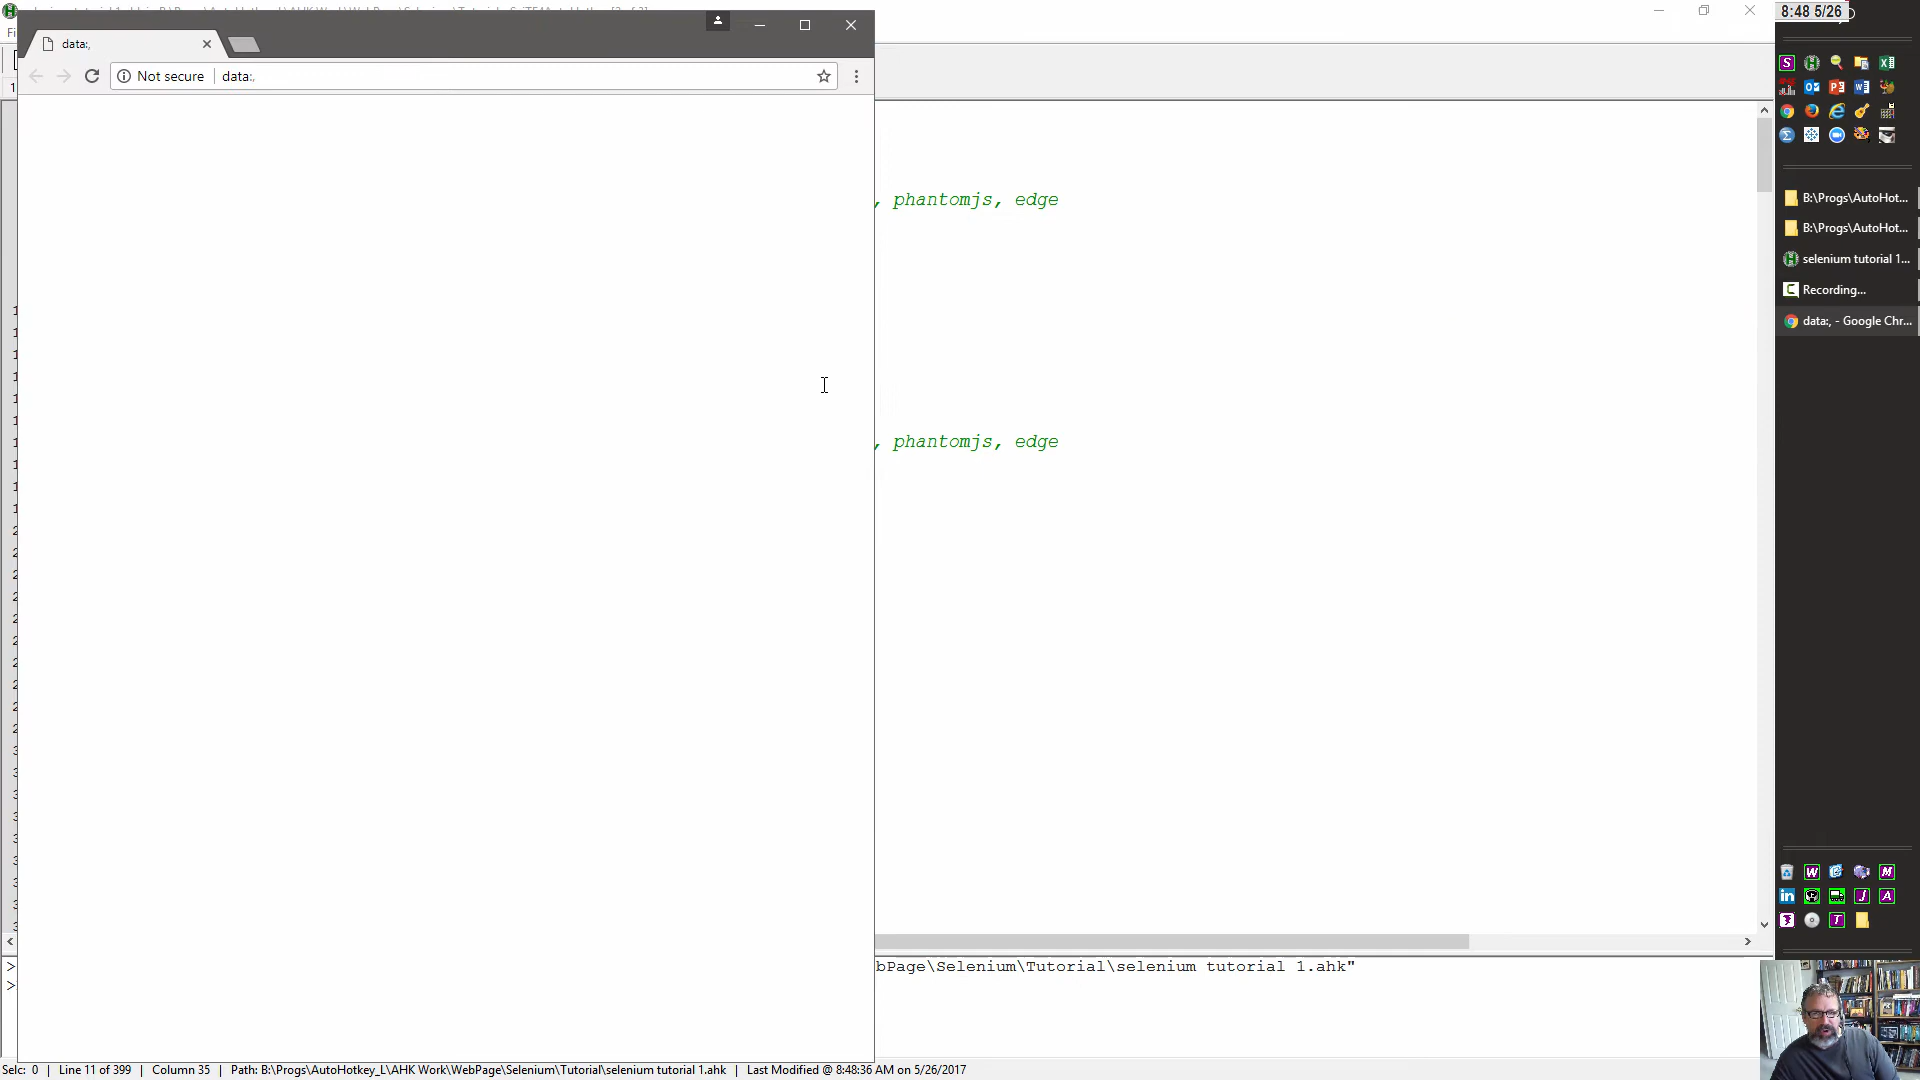 8:48 5/26
data:,
Not secure
data:,
, phantomjs, edge
B:\Progs\AutoHot...
B:\Progs\AutoHot...
selenium tutorial 1...
Recording...
data:, - Google Chr...
, phantomjs, edge
bPage\Selenium\Tutorial\selenium tutorial 1.ahk"
>
>
Selc: 0 | Line 11 of 399 | Column 35 | Path: B:\Progs\AutoHotkey_L\AHK Work\WebPage\Selenium\Tutorial\selenium tutorial 1.ahk | Last Modified @ 8:48:36 AM on 5/26/2017